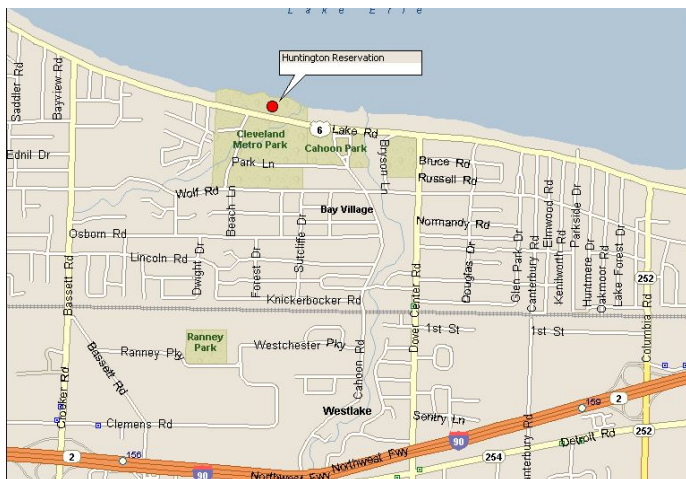 Lake Erie
Huntington Reservation
Saddler Rd
Bayview Rd
6
Lake Rd
Cleveland
Metro Park
Cahoon Park
Ednil Dr
Park Ln
Bryson Ln
Bruce Rd
Russell Rd
Wolf Rd
Beach Ln
Bay Village
Normandy Rd
Osborn Rd
Lincoln Rd
Dwight Dr
Forest Dr
Sutcliffe Dr
Douglas Dr
Glen Park Dr
Canterbury Rd
Elmwood Rd
Kenilworth Rd
Parkside Dr
Huntmere Dr
Oakmoor Rd
Lake Forest Dr
252
Bassett Rd
Knickerbocker Rd
Dover Center Rd
Columbia Rd
1st St
1st St
Ranney
Park
Ranney Pky
Westchester Pky
Bassett Rd
Cahoon Rd
Crocker Rd
Clemens Rd
Westlake
Sentry Ln
159
2
90
Detroit Rd
252
2
156
90
Northwest Fwy
Northwest Fwy
254
Canterbury Rd